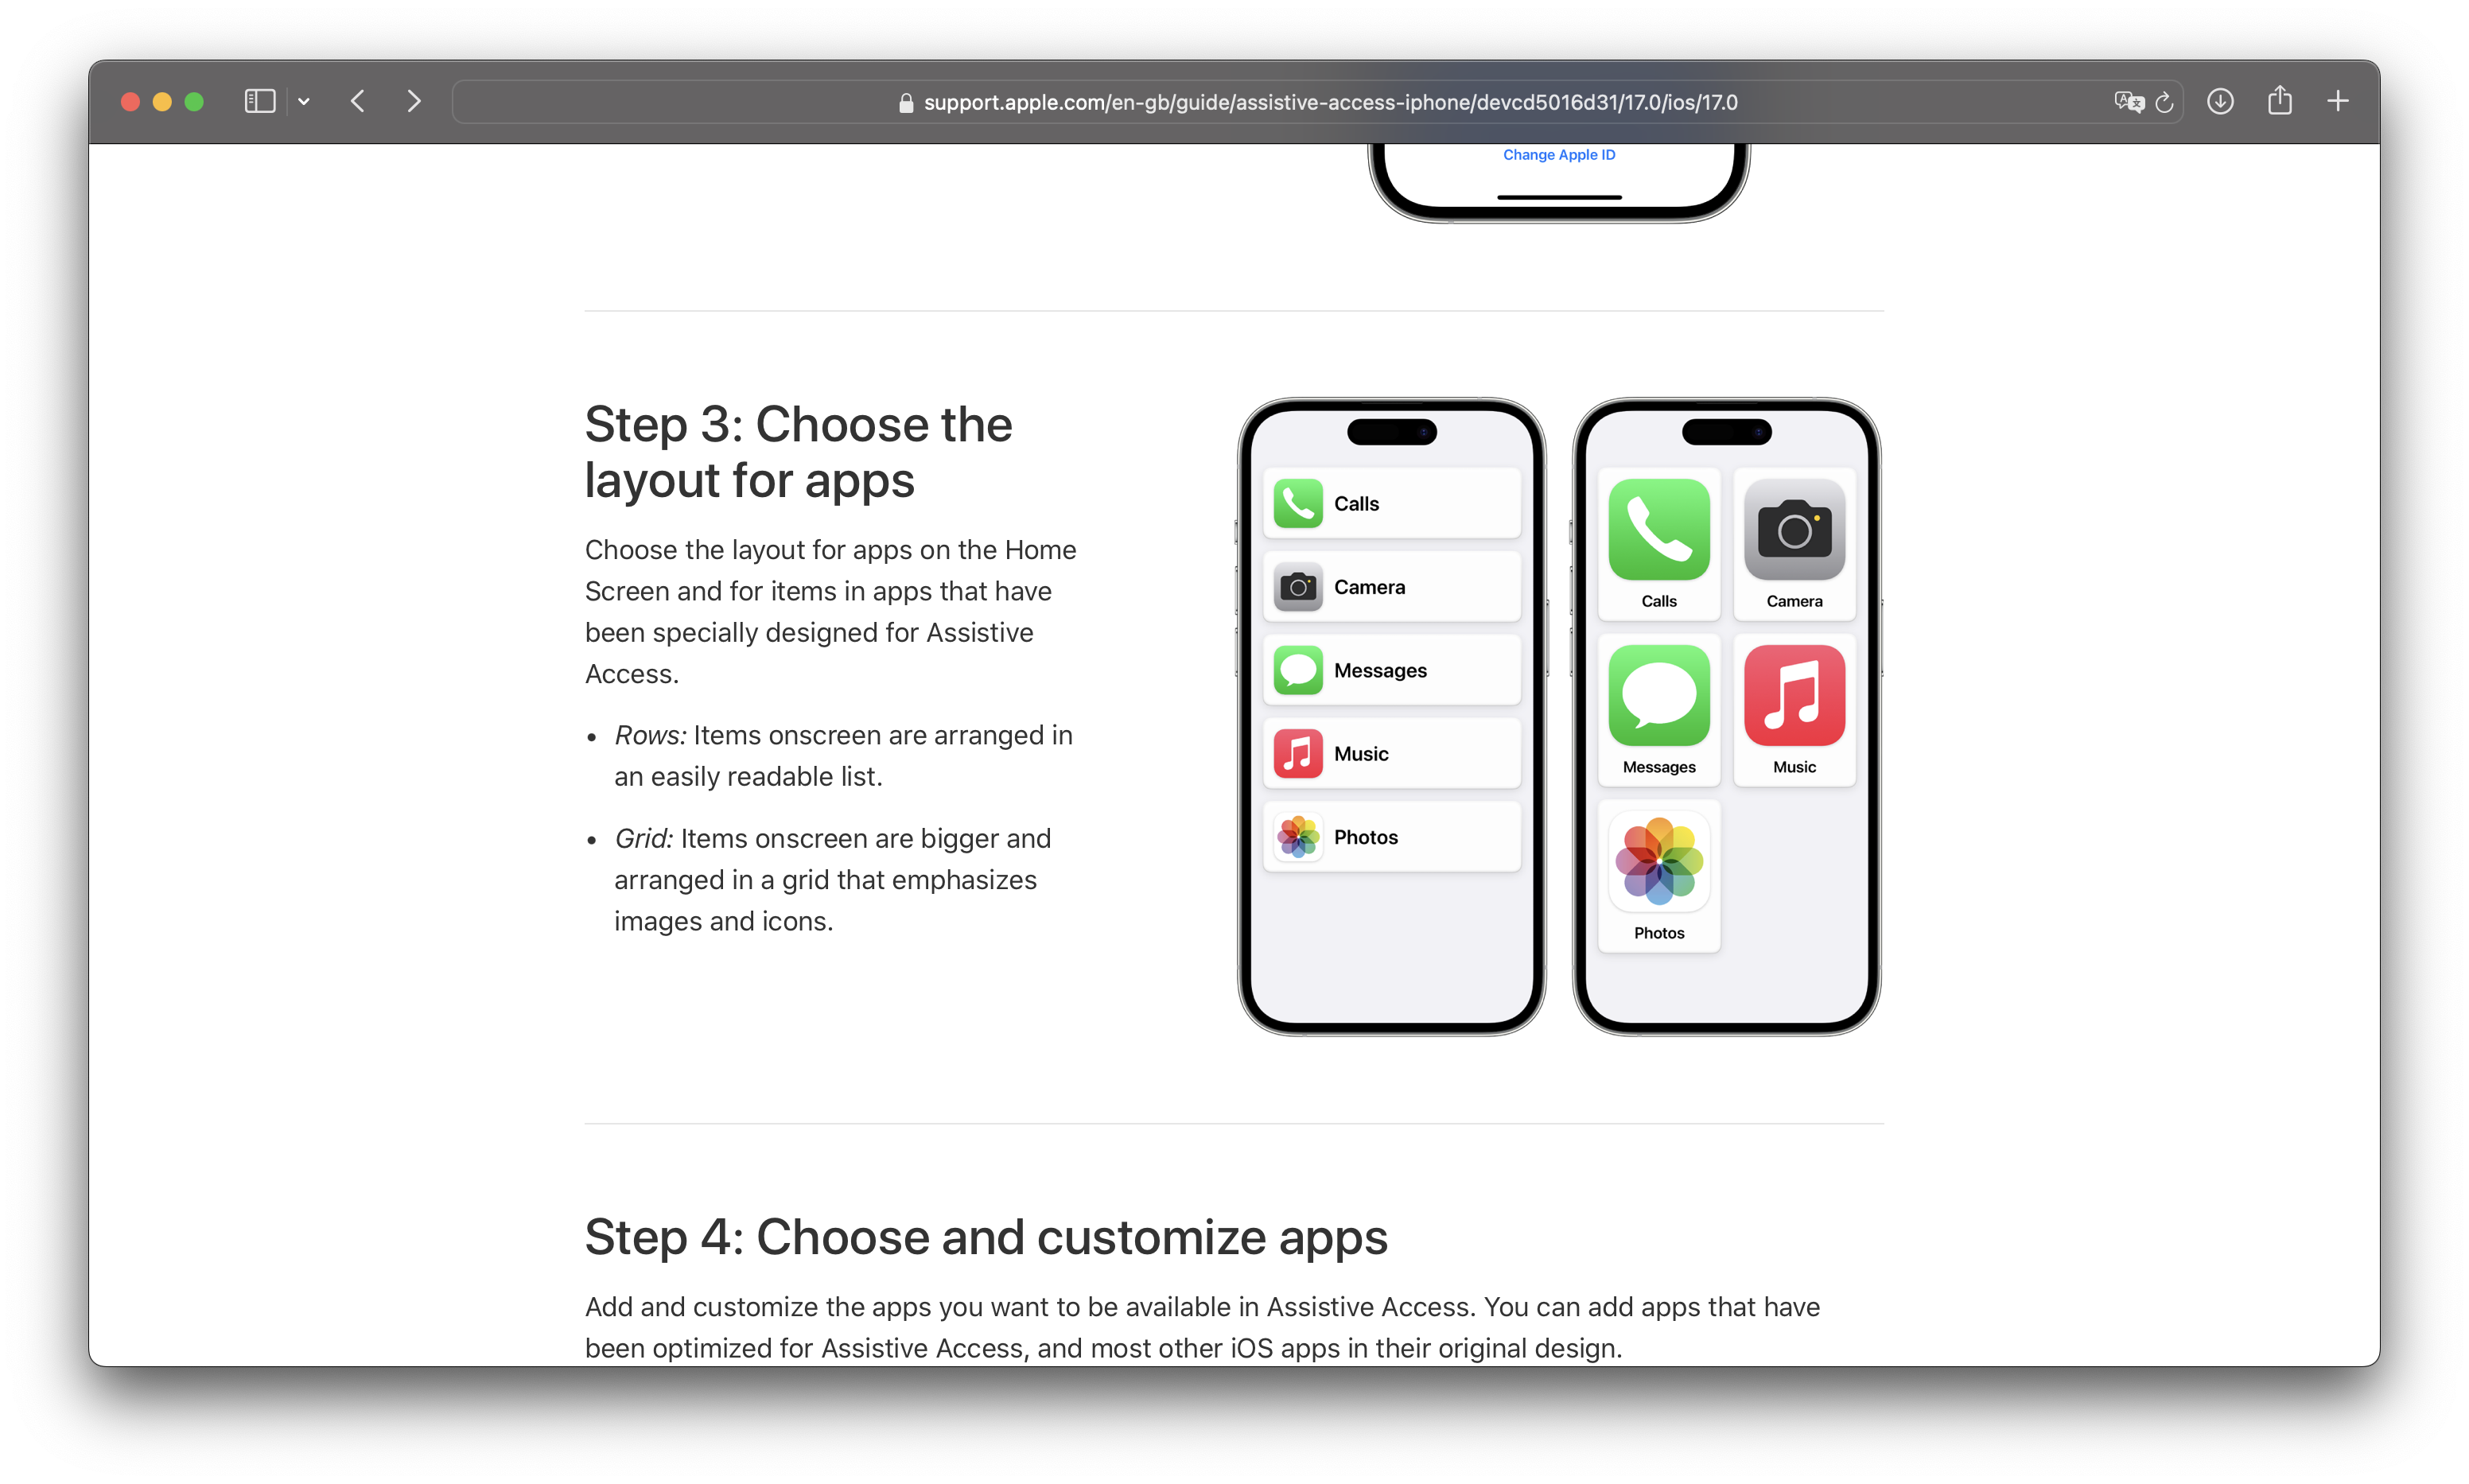 support.apple.com/en-gb/guide/assistive-access-iphone/devcd5016d31/17.0/ios/17.0
Change Apple ID
Step 3: Choose the
layout for apps
Choose the layout for apps on the Home
Screen and for items in apps that have
been specially designed for Assistive
Access.
• Rows: Items onscreen are arranged in
an easily readable list.
• Grid: Items onscreen are bigger and
arranged in a grid that emphasizes
images and icons.
Calls
Camera
Messages
Music
Photos
Calls
Camera
Messages
Music
Photos
Step 4: Choose and customize apps
Add and customize the apps you want to be available in Assistive Access. You can add apps that have
been optimized for Assistive Access, and most other iOS apps in their original design.